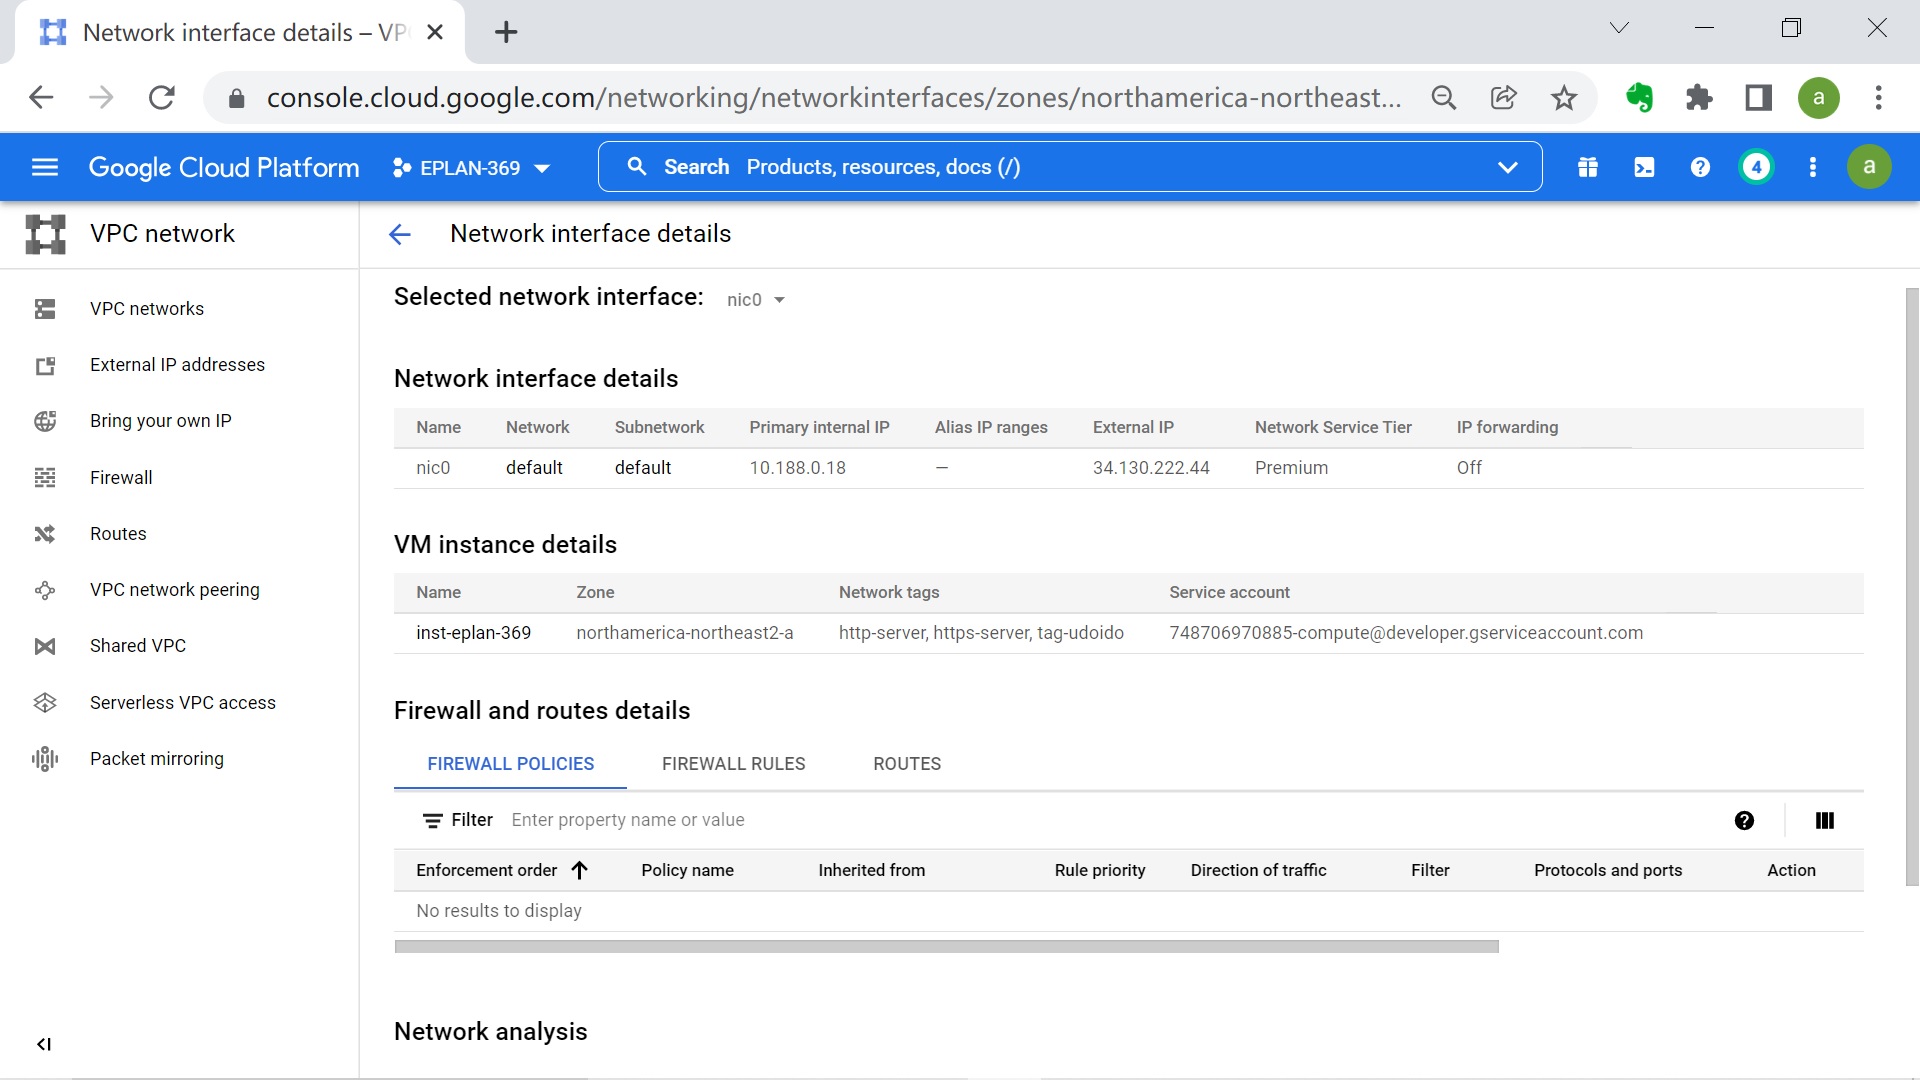 Network interface details – VPC
console.cloud.google.com/networking/networkinterfaces/zones/northamerica-northeast...
a
Google Cloud Platform
EPLAN-369
Search Products, resources, docs (/)
4
a
VPC network
Network interface details
VPC networks
External IP addresses
Bring your own IP
Firewall
Routes
VPC network peering
Shared VPC
Serverless VPC access
Packet mirroring
Selected network interface: nic0
Network interface details
Name Network Subnetwork Primary internal IP Alias IP ranges External IP Network Service Tier IP forwarding
nic0 default default 10.188.0.18 — 34.130.222.44 Premium Off
VM instance details
Name Zone Network tags Service account
inst-eplan-369 northamerica-northeast2-a http-server, https-server, tag-udoido 748706970885-compute@developer.gserviceaccount.com
Firewall and routes details
FIREWALL POLICIES FIREWALL RULES ROUTES
Filter Enter property name or value
Enforcement order Policy name Inherited from Rule priority Direction of traffic Filter Protocols and ports Action
No results to display
Network analysis